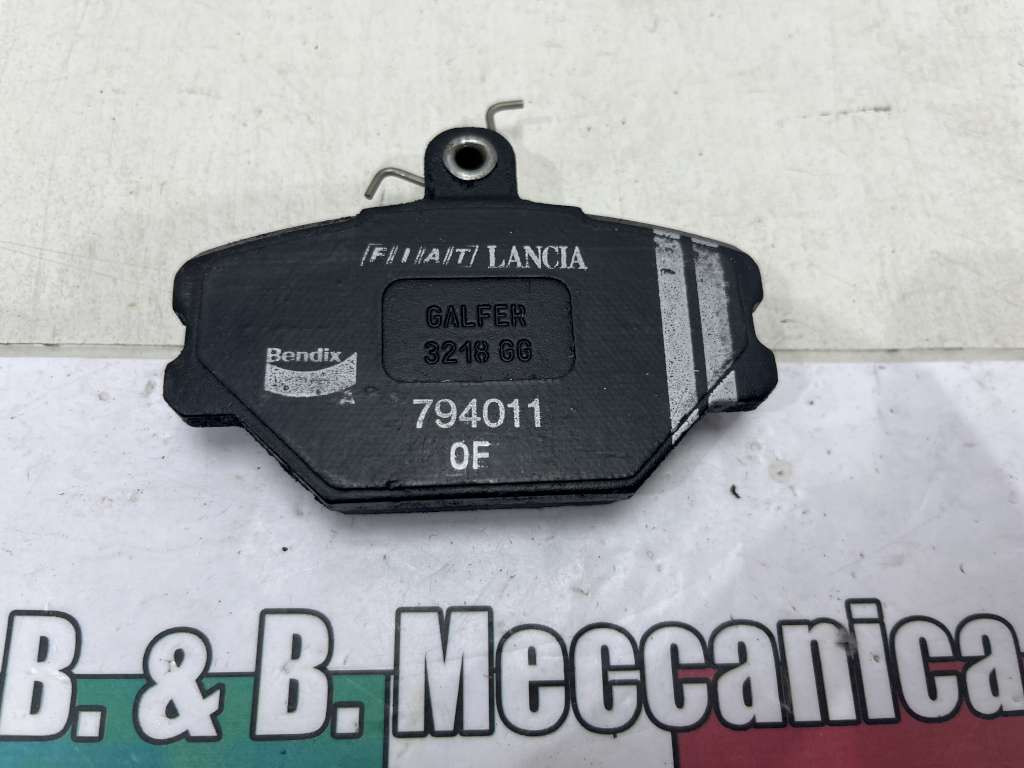 FIAT LANCIA
GALFER
3218 GG
Bendix
A
794011
0F
B. & B. Meccanica